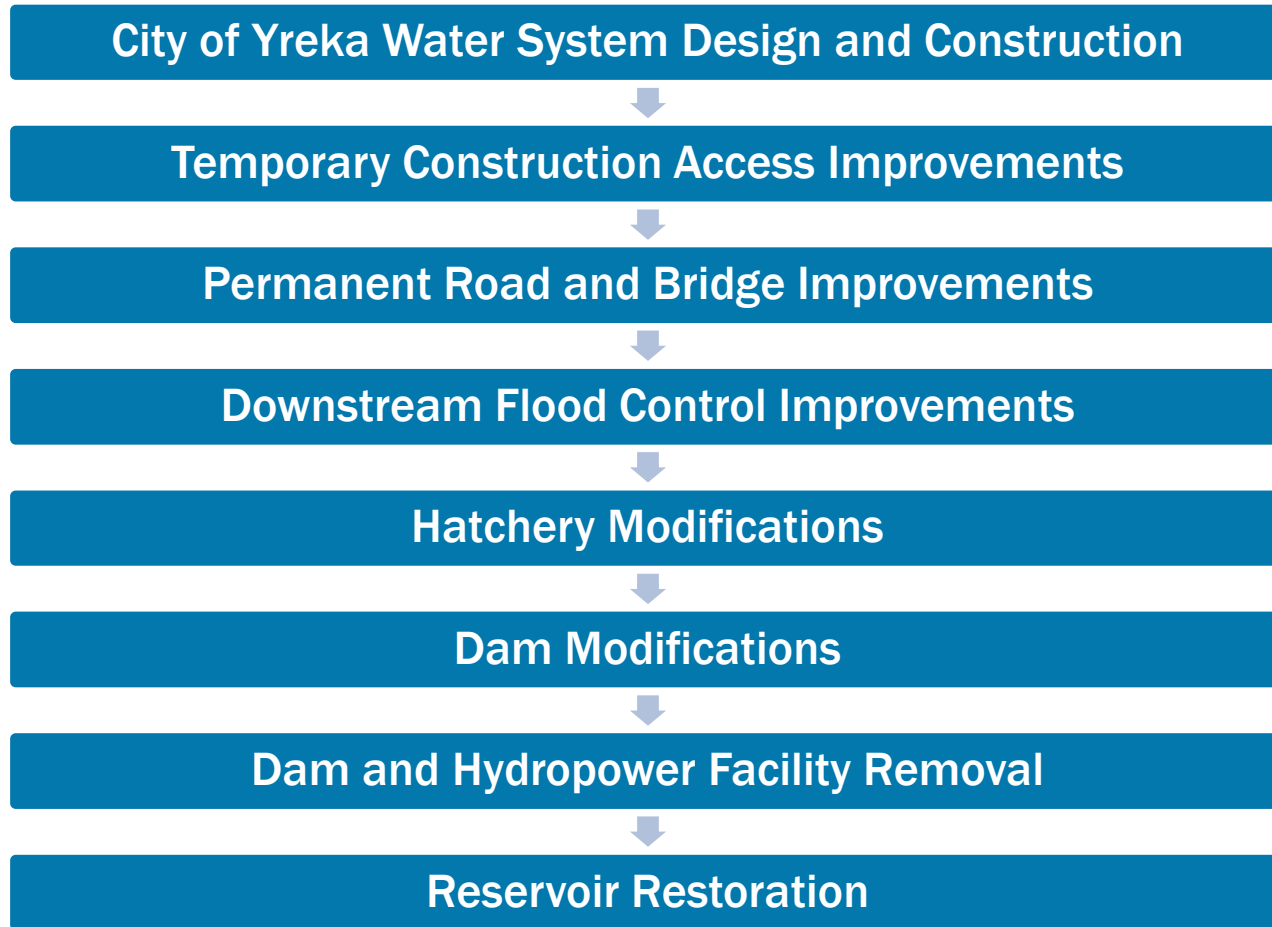 City of Yreka Water System Design and Construction
Temporary Construction Access Improvements
Permanent Road and Bridge Improvements
Downstream Flood Control Improvements
Hatchery Modifications
Dam Modifications
Dam and Hydropower Facility Removal
Reservoir Restoration